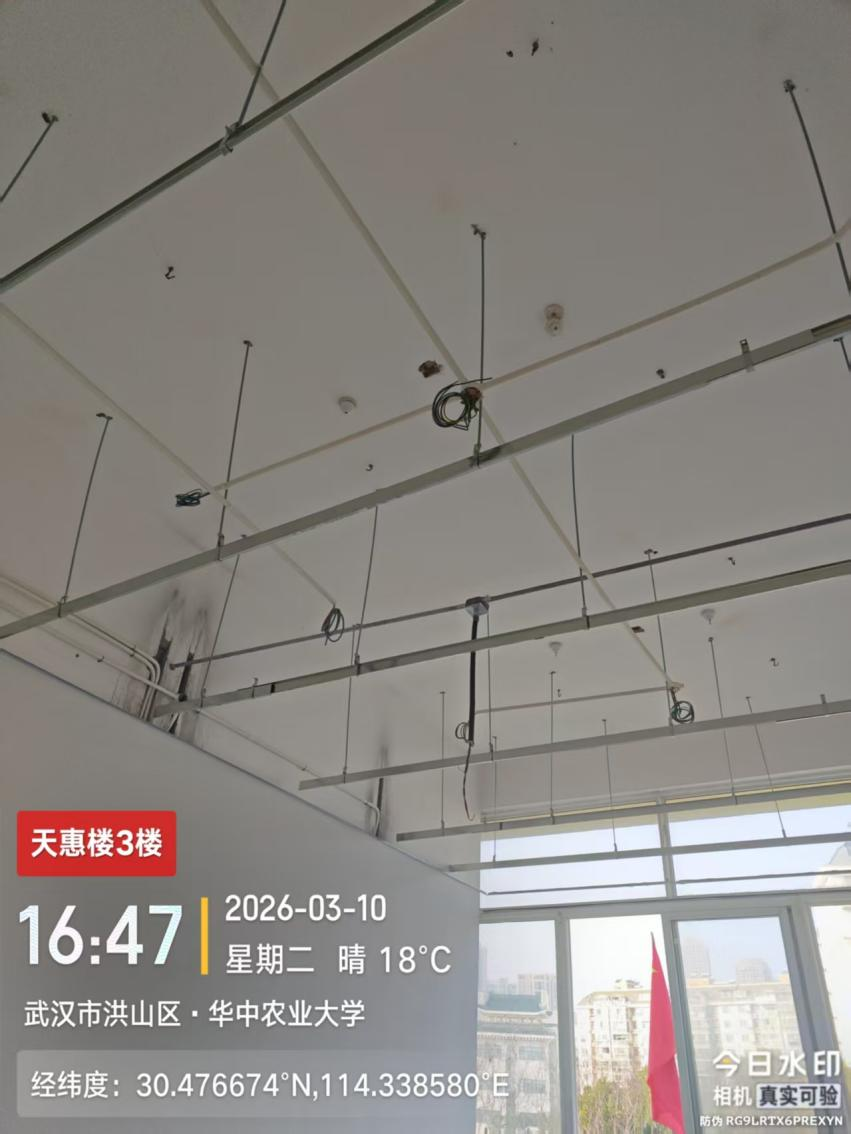 天惠楼3楼
16:47
2026-03-10
星期二 晴 18°C
武汉市洪山区·华中农业大学
经纬度：30.476674°N,114.338580°E
今日水印
相机 真实可验
防伪 RG9LRTX6PREXYN